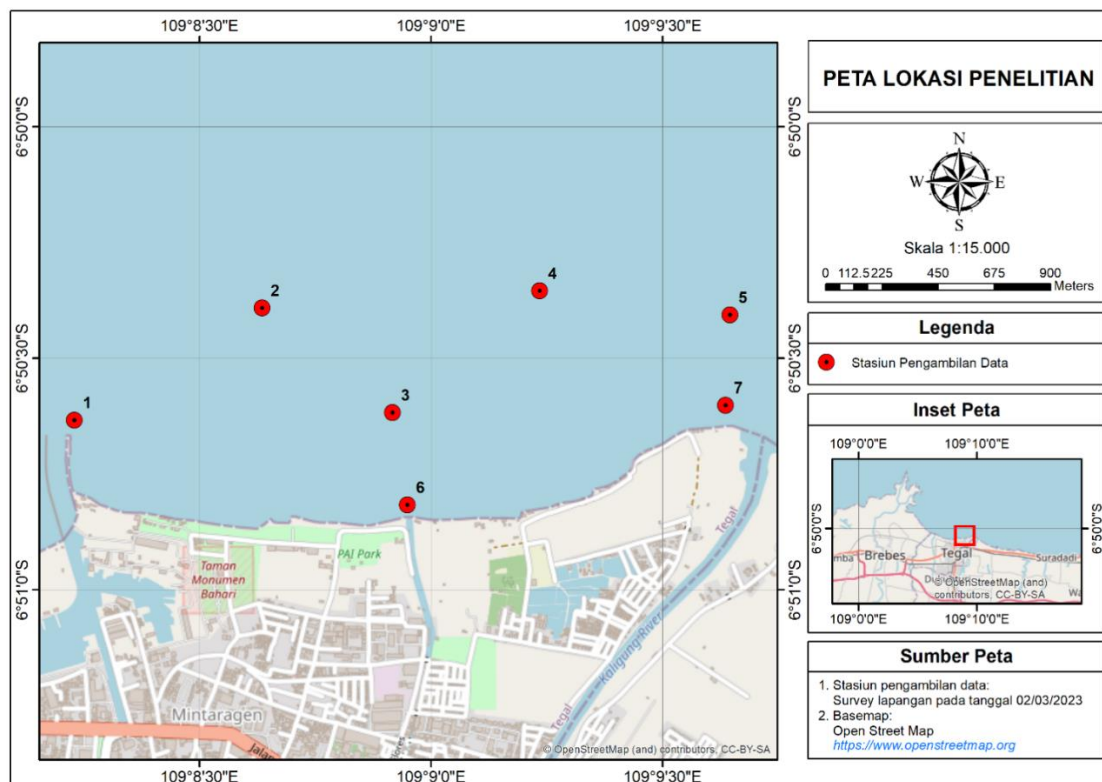 109°8'30"E
109°9'0"E
109°9'30"E
6°50'0"S
6°50'0"S
6°50'30"S
6°50'30"S
6°51'0"S
6°51'0"S
4
2
5
7
1
3
6
PAI Park
Taman
Monumen
Bahari
Tegal
Kaligung River
Mintaragen
Tegal
Jalan
© OpenStreetMap (and) contributors, CC-BY-SA
109°8'30"E
109°9'0"E
109°9'30"E
PETA LOKASI PENELITIAN
N
W
E
S
Skala 1:15.000
0 112.5 225 450 675 900
Meters
Legenda
Stasiun Pengambilan Data
Inset Peta
109°0'0"E
109°10'0"E
6°50'0"S
6°50'0"S
Brebes
Tegal
Suradadi
© OpenStreetMap (and)
contributors, CC-BY-SA
109°0'0"E
109°10'0"E
Sumber Peta
1. Stasiun pengambilan data:
Survey lapangan pada tanggal 02/03/2023
2. Basemap:
Open Street Map
https://www.openstreetmap.org